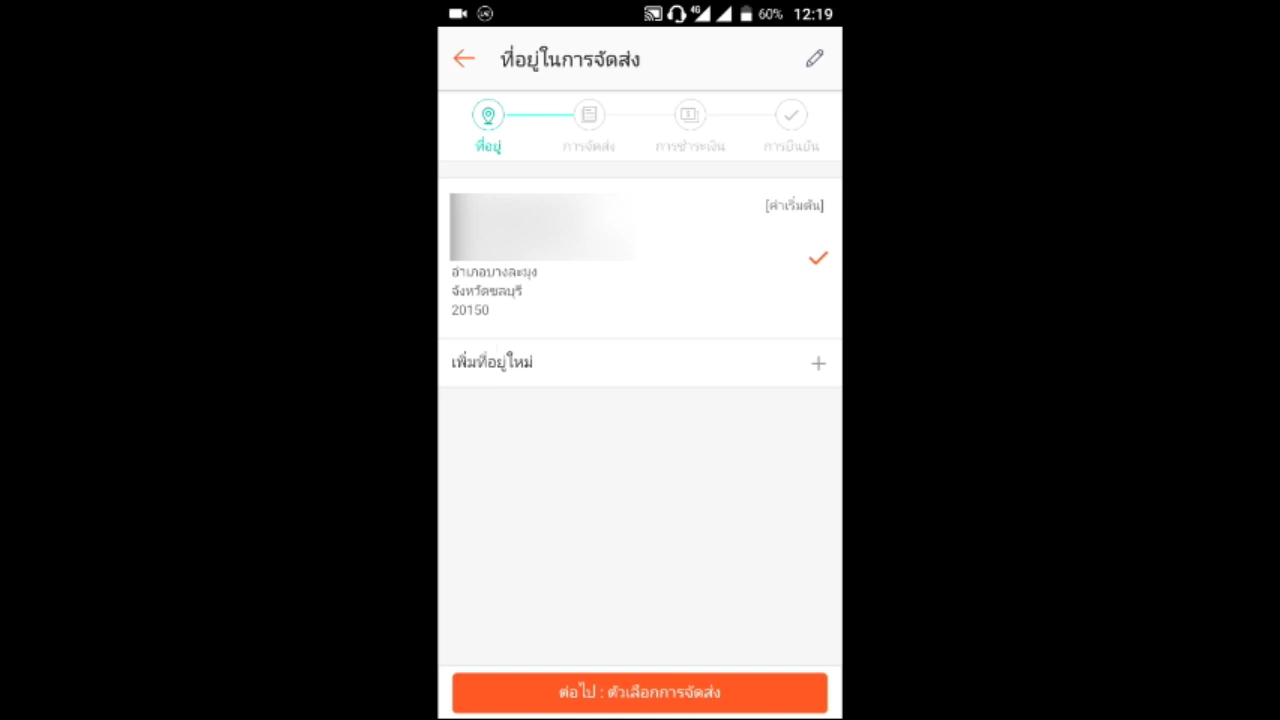 60% 12:19
ที่อยู่ในการจัดส่ง
ที่อยู่ การจัดส่ง การชำระเงิน การยืนยัน
[ค่าเริ่มต้น]
อำเภอบางละมุง
จังหวัดชลบุรี
20150
เพิ่มที่อยู่ใหม่
ต่อไป : ตัวเลือกการจัดส่ง